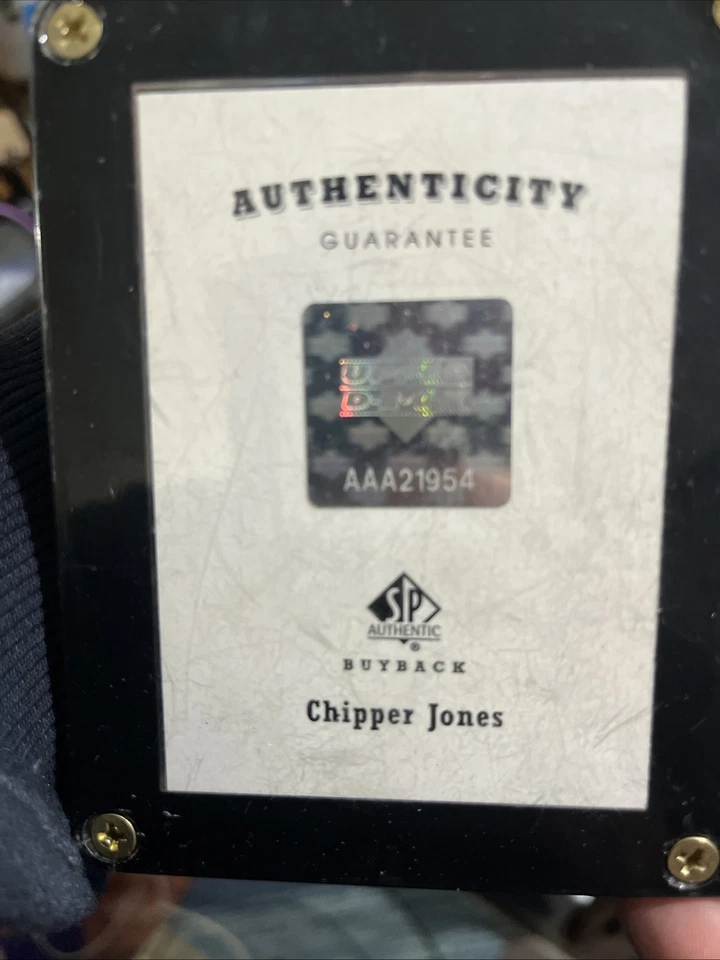 AUTHENTICITY
GUARANTEE
AAA21954
SP
AUTHENTIC
®
BUYBACK
Chipper Jones